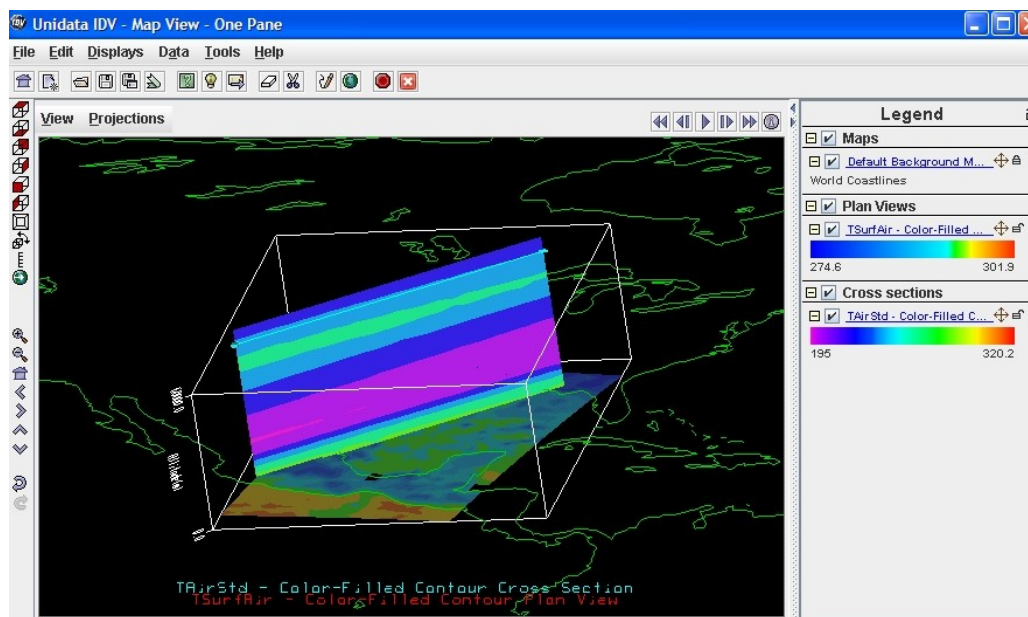 Unidata IDV - Map View - One Pane
File Edit Displays Data Tools Help
View Projections
Legend
Maps
Default Background M...
World Coastlines
Plan Views
TSurfAir - Color-Filled ...
274.6 301.9
Cross sections
TAirStd - Color-Filled C...
195 320.2
Altitude(m)
TAirStd - Color-Filled Contour Cross Section
TSurfAir - Color-Filled Contour Plan View